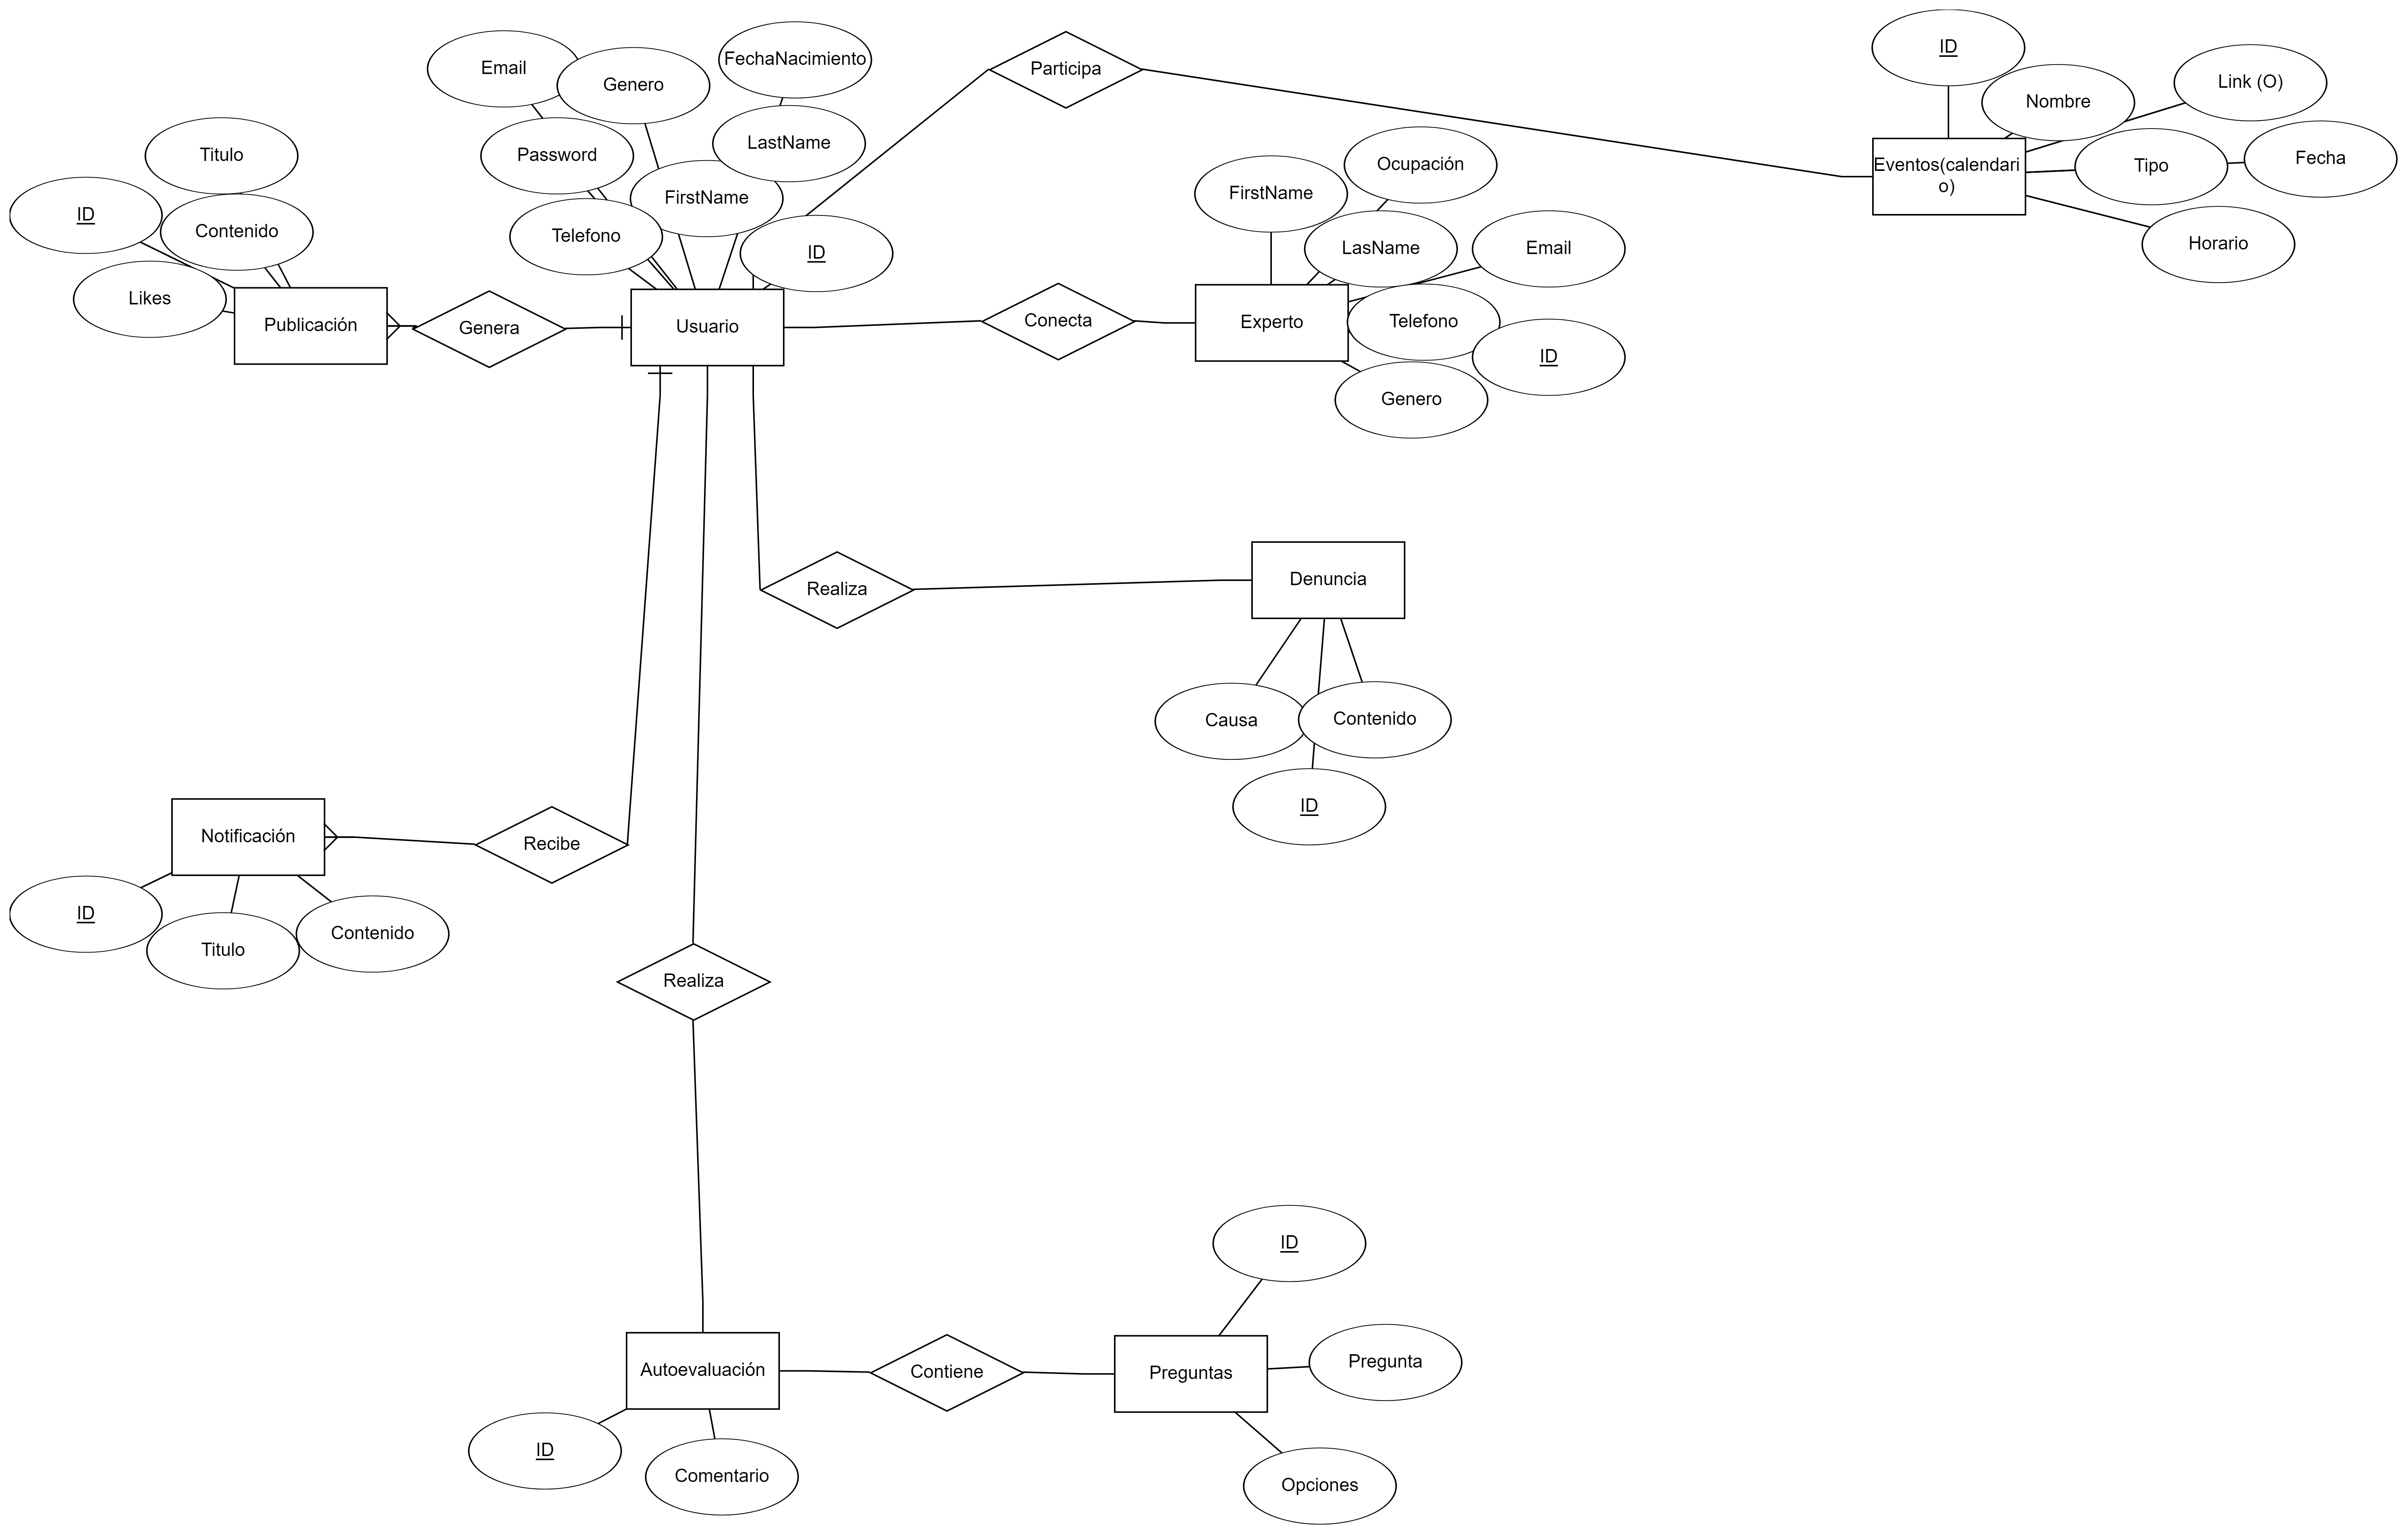 ID
FechaNacimiento
Email
Participa
Genero
Link (O)
Nombre
LastName
Titulo
Password
Ocupación
Fecha
Tipo
Eventos(calendari
o)
FirstName
FirstName
ID
Contenido
Telefono
LasName
Email
Horario
ID
Likes
Publicación
Genera
Usuario
Conecta
Experto
Telefono
ID
Genero
Realiza
Denuncia
Causa
Contenido
ID
Notificación
Recibe
ID
Titulo
Contenido
Realiza
ID
Pregunta
Autoevaluación
Contiene
Preguntas
ID
Comentario
Opciones